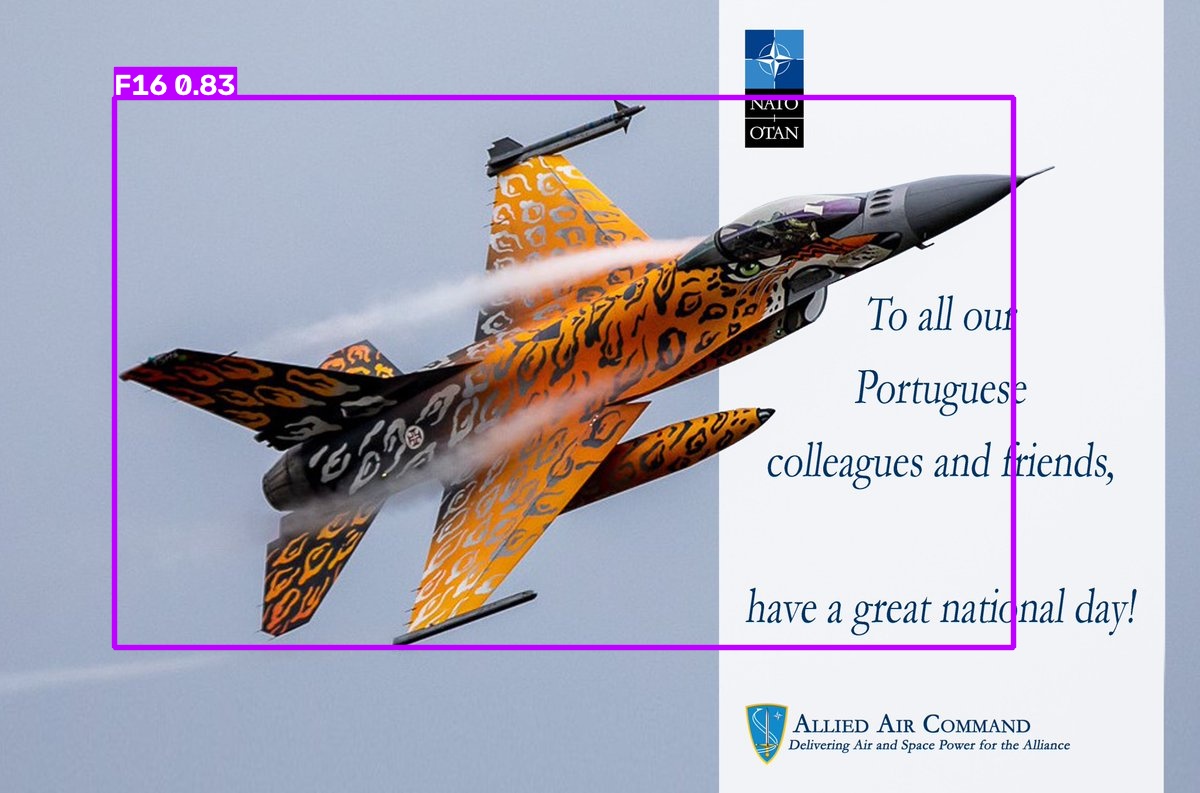 F16 0.83
NATO
OTAN
To all our
Portuguese
colleagues and friends,
have a great national day!
ALLIED AIR COMMAND
Delivering Air and Space Power for the Alliance